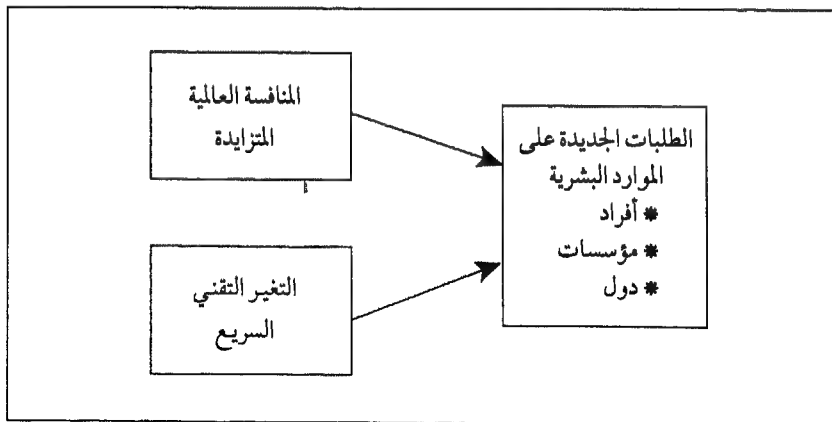 المنافسة العالمية
المتزايدة
الطلبات الجديدة على
الموارد البشرية
* أفراد
* مؤسسات
* دول
التغير التقني
السريع